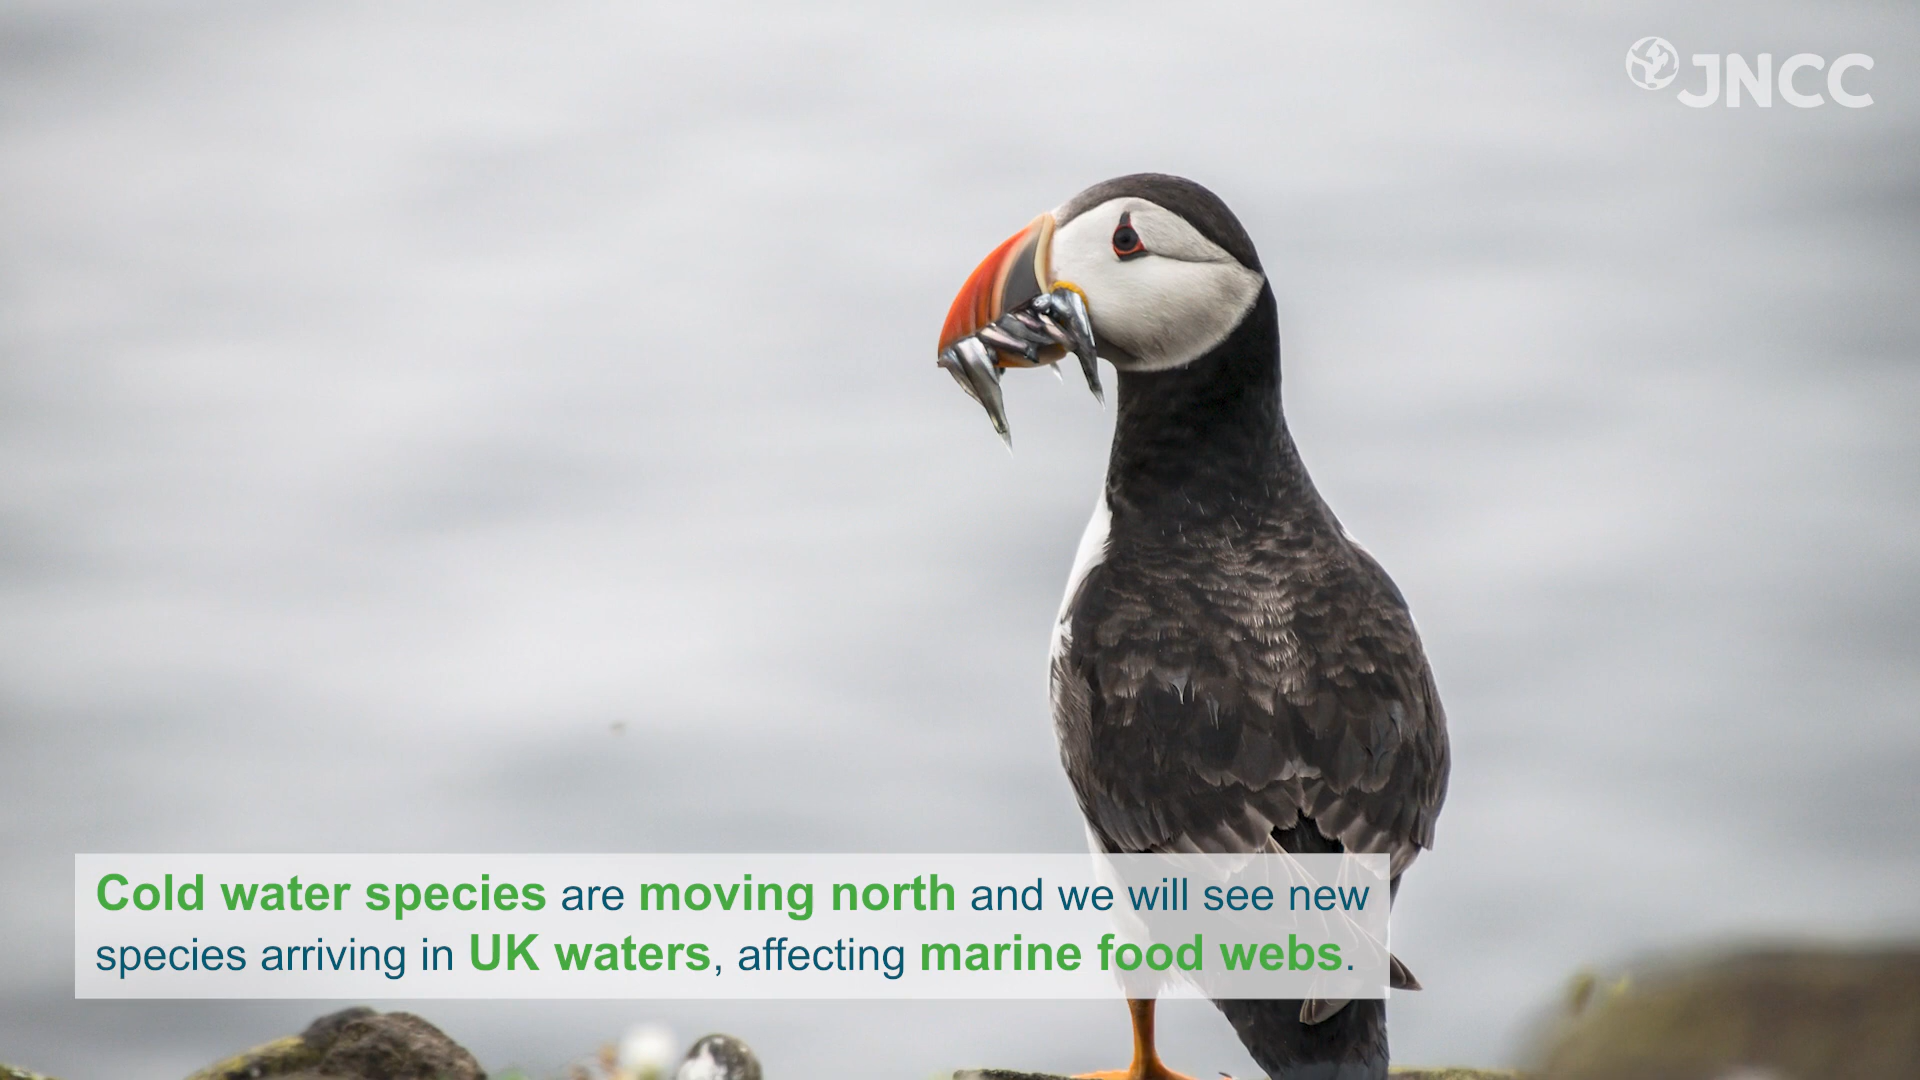 JNCC
Cold water species are moving north and we will see new
species arriving in UK waters, affecting marine food webs.